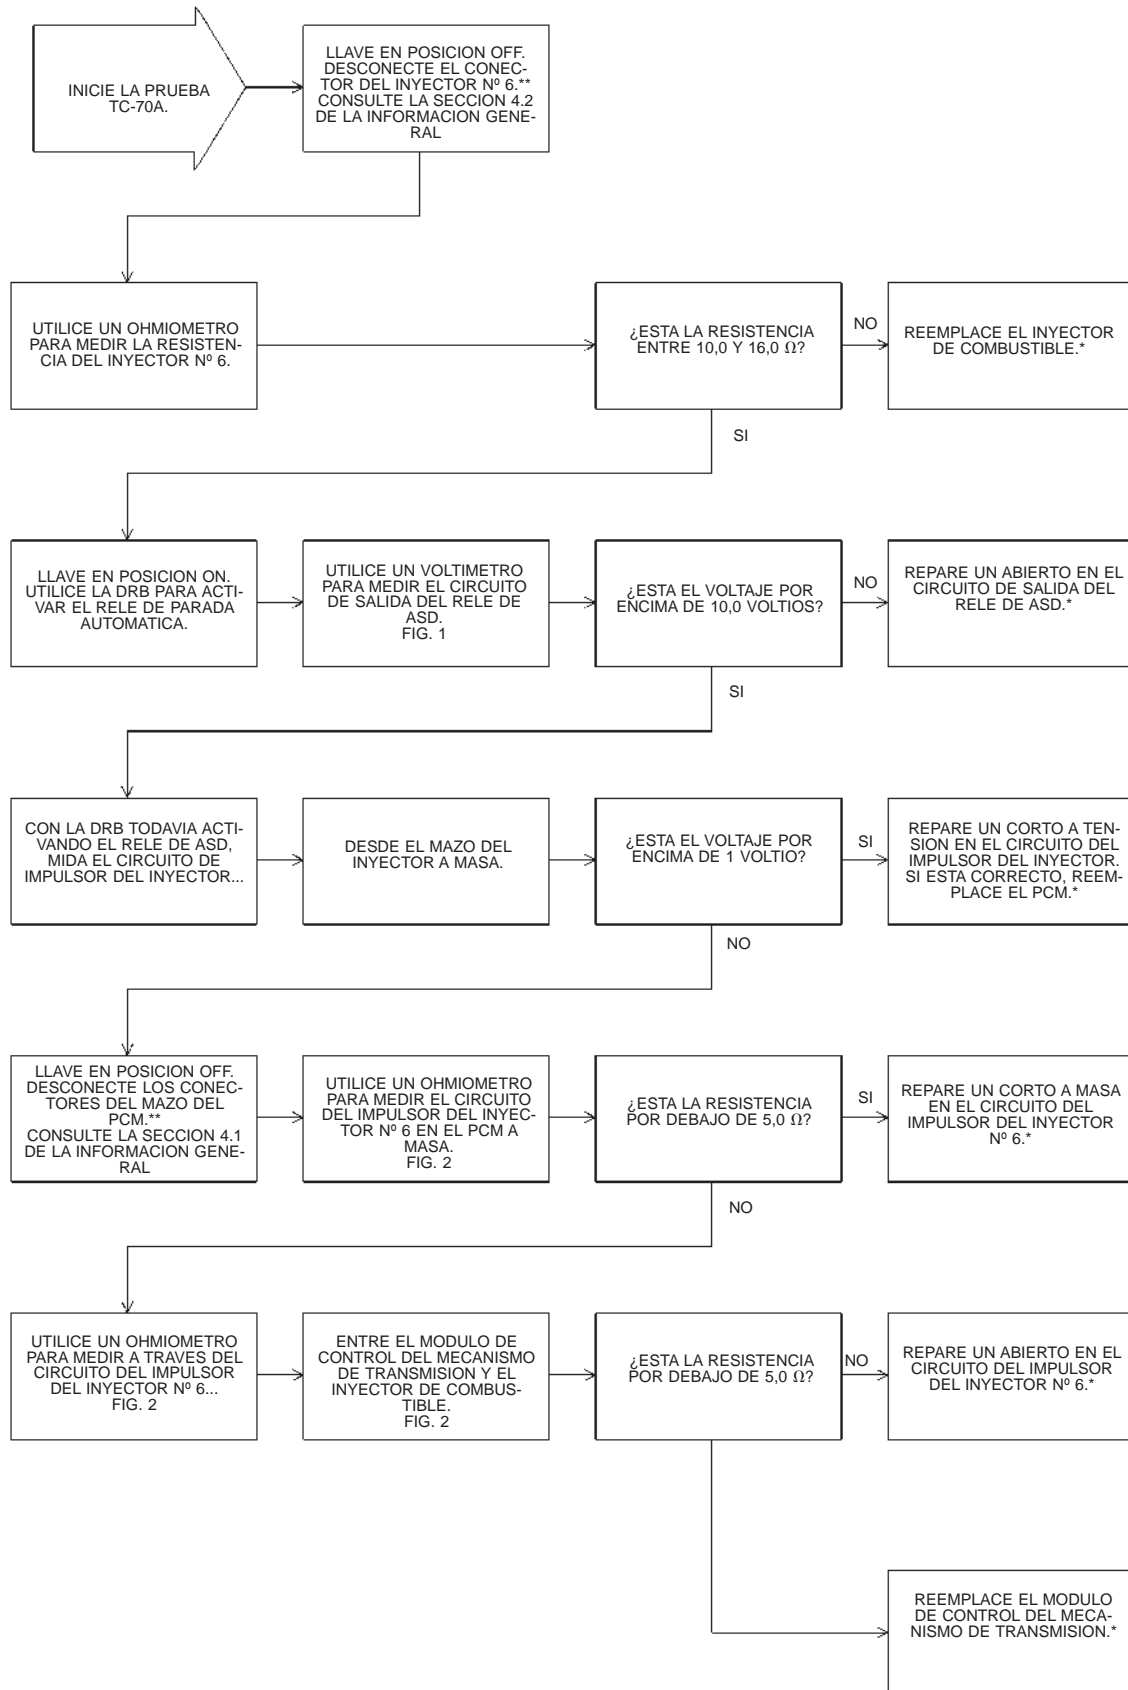 INICIE LA PRUEBA
TC-70A.
LLAVE EN POSICION OFF.
DESCONECTE EL CONEC-
TOR DEL INYECTOR Nº 6.**
CONSULTE LA SECCION 4.2
DE LA INFORMACION GENE-
RAL
UTILICE UN OHMIOMETRO
PARA MEDIR LA RESISTEN-
CIA DEL INYECTOR Nº 6.
¿ESTA LA RESISTENCIA
ENTRE 10,0 Y 16,0 Ω?
NO
REEMPLACE EL INYECTOR
DE COMBUSTIBLE.*
SI
LLAVE EN POSICION ON.
UTILICE LA DRB PARA ACTI-
VAR EL RELE DE PARADA
AUTOMATICA.
UTILICE UN VOLTIMETRO
PARA MEDIR EL CIRCUITO
DE SALIDA DEL RELE DE
ASD.
FIG. 1
¿ESTA EL VOLTAJE POR
ENCIMA DE 10,0 VOLTIOS?
NO
REPARE UN ABIERTO EN EL
CIRCUITO DE SALIDA DEL
RELE DE ASD.*
SI
CON LA DRB TODAVIA ACTI-
VANDO EL RELE DE ASD,
MIDA EL CIRCUITO DE
IMPULSOR DEL INYECTOR...
DESDE EL MAZO DEL
INYECTOR A MASA.
¿ESTA EL VOLTAJE POR
ENCIMA DE 1 VOLTIO?
SI
REPARE UN CORTO A TEN-
SION EN EL CIRCUITO DEL
IMPULSOR DEL INYECTOR.
SI ESTA CORRECTO, REEM-
PLACE EL PCM.*
NO
LLAVE EN POSICION OFF.
DESCONECTE LOS CONEC-
TORES DEL MAZO DEL
PCM.**
CONSULTE LA SECCION 4.1
DE LA INFORMACION GENE-
RAL
UTILICE UN OHMIOMETRO
PARA MEDIR EL CIRCUITO
DEL IMPULSOR DEL INYEC-
TOR Nº 6 EN EL PCM A
MASA.
FIG. 2
¿ESTA LA RESISTENCIA
POR DEBAJO DE 5,0 Ω?
SI
REPARE UN CORTO A MASA
EN EL CIRCUITO DEL
IMPULSOR DEL INYECTOR
Nº 6.*
NO
UTILICE UN OHMIOMETRO
PARA MEDIR A TRAVES DEL
CIRCUITO DEL IMPULSOR
DEL INYECTOR Nº 6...
FIG. 2
ENTRE EL MODULO DE
CONTROL DEL MECANISMO
DE TRANSMISION Y EL
INYECTOR DE COMBUS-
TIBLE.
FIG. 2
¿ESTA LA RESISTENCIA
POR DEBAJO DE 5,0 Ω?
NO
REPARE UN ABIERTO EN EL
CIRCUITO DEL IMPULSOR
DEL INYECTOR Nº 6.*
REEMPLACE EL MODULO
DE CONTROL DEL MECA-
NISMO DE TRANSMISION.*